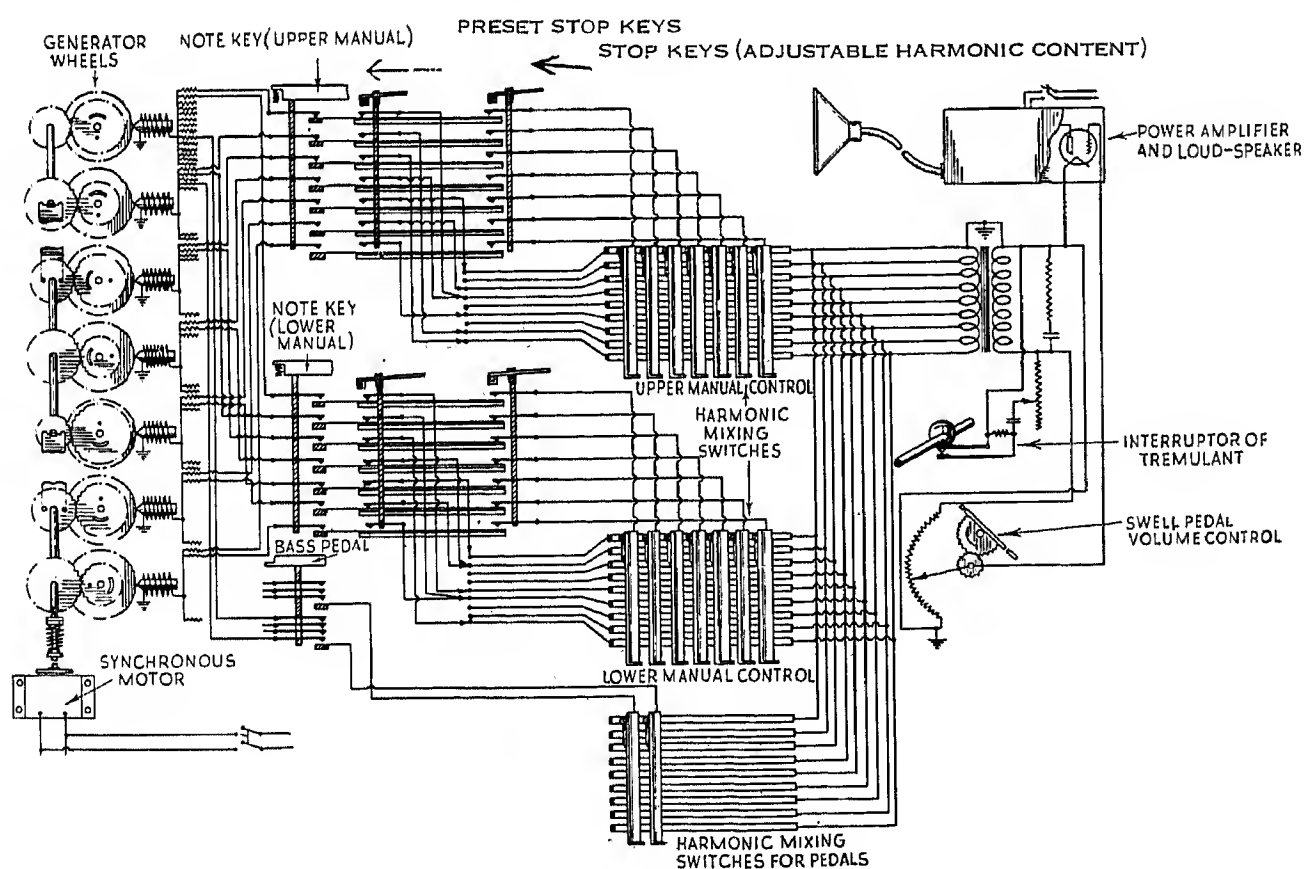 PRESET STOP KEYS
GENERATOR
WHEELS
NOTE KEY (UPPER MANUAL)
STOP KEYS (ADJUSTABLE HARMONIC CONTENT)
POWER AMPLIFIER
AND LOUD-SPEAKER
NOTE KEY
(LOWER
MANUAL)
UPPER MANUAL CONTROL
HARMONIC
MIXING
SWITCHES
INTERRUPTOR OF
TREMULANT
SWELL PEDAL
VOLUME CONTROL
BASS PEDAL
SYNCHRONOUS
MOTOR
LOWER MANUAL CONTROL
HARMONIC MIXING
SWITCHES FOR PEDALS